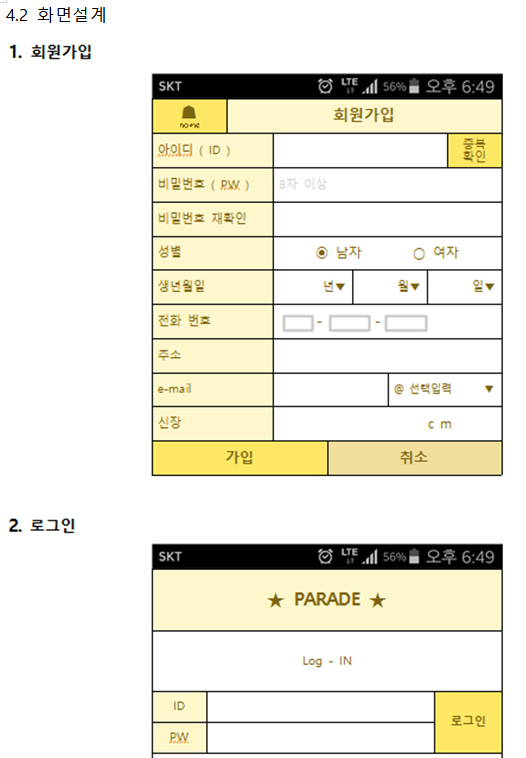 4.2 화면설계
1. 회원가입
SKT LTE 56% 오후 6:49
home 회원가입
아이디 ( ID ) 중복
확인
비밀번호 ( PW ) 8자 이상
비밀번호 재확인
성별 남자 여자
생년월일 년▼ 월▼ 일▼
전화 번호 - -
주소
e-mail @ 선택입력 ▼
신장 c m
가입 취소
2. 로그인
SKT LTE 56% 오후 6:49
★ PARADE ★
Log - IN
ID 로그인
PW